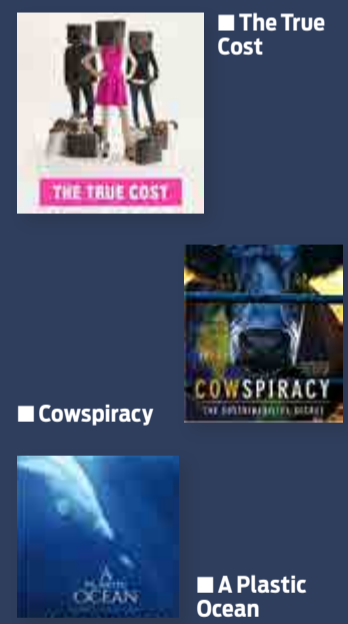 ■ The True
Cost
THE TRUE COST
COWSPIRACY
THE SUSTAINABILITY SECRET
■ Cowspiracy
A
PLASTIC
OCEAN
■ A Plastic
Ocean